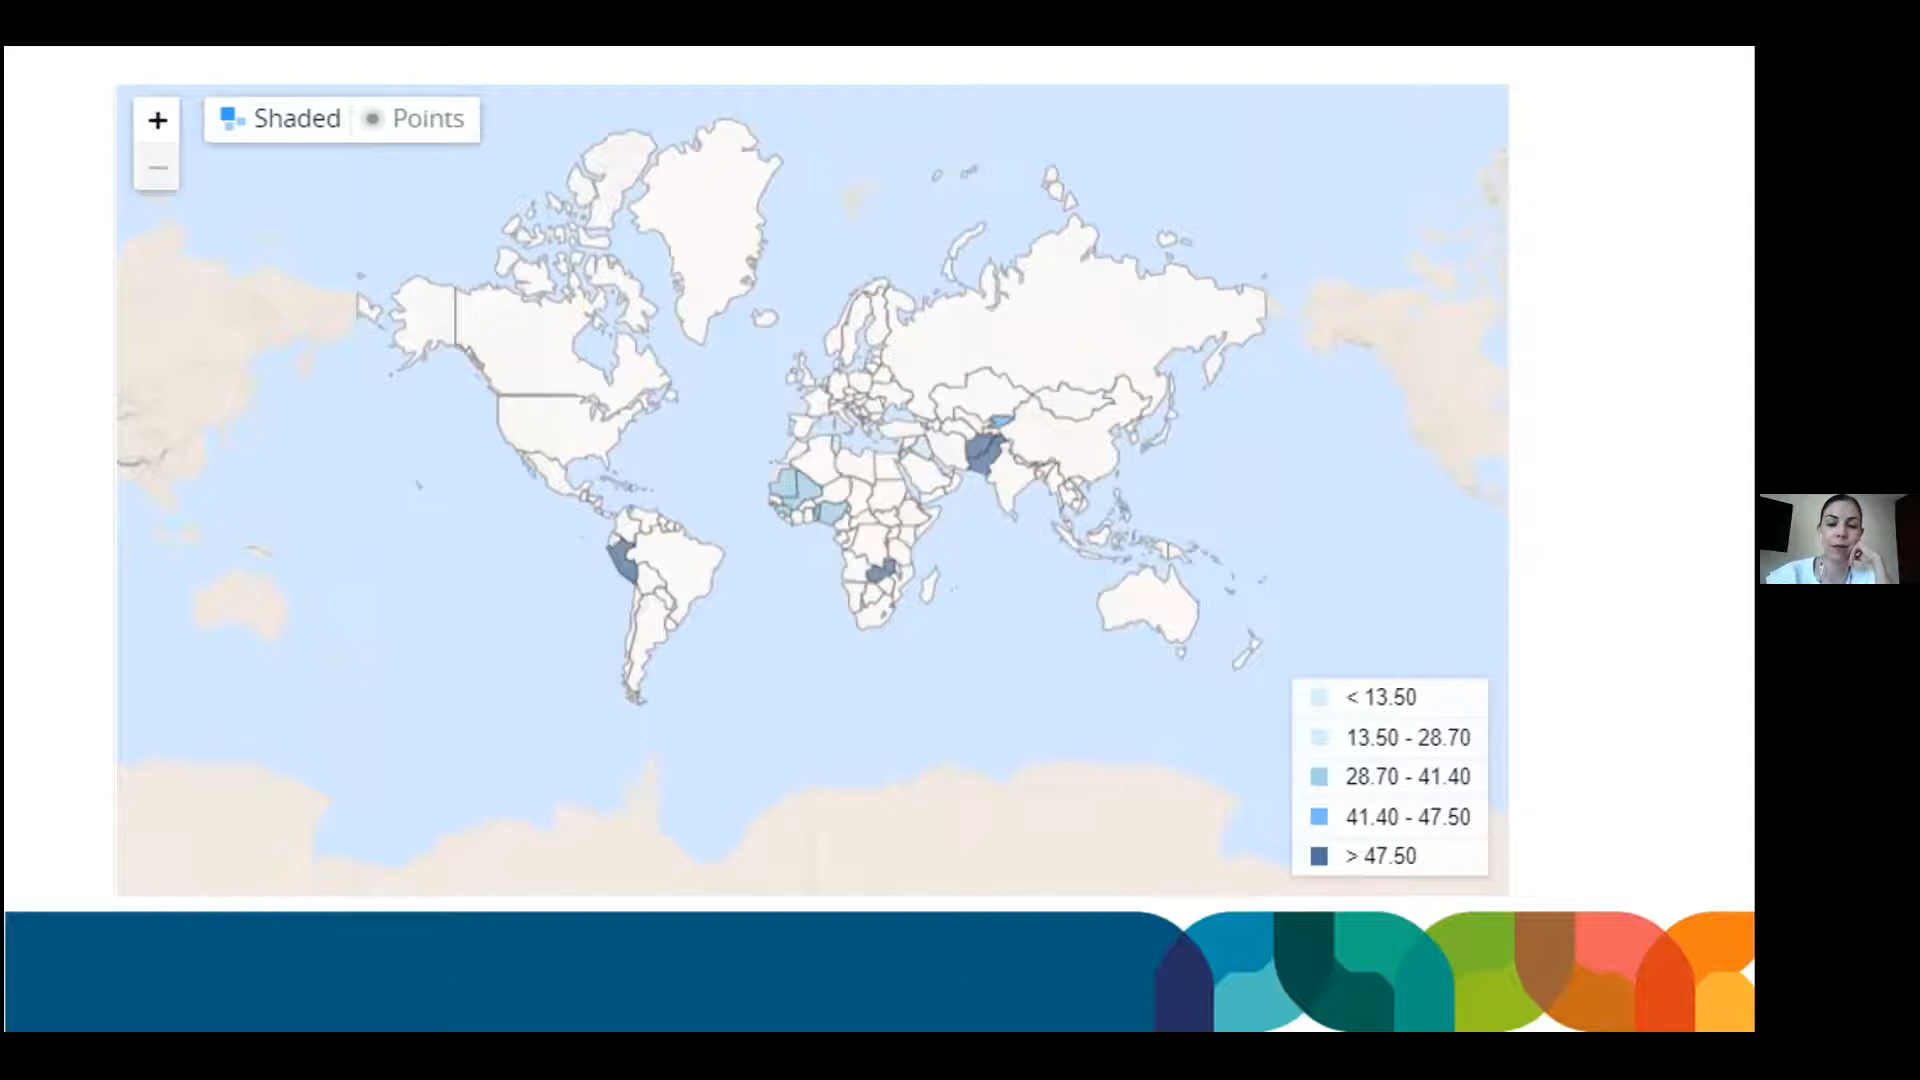 +
Shaded Points
−
< 13.50
13.50 - 28.70
28.70 - 41.40
41.40 - 47.50
> 47.50